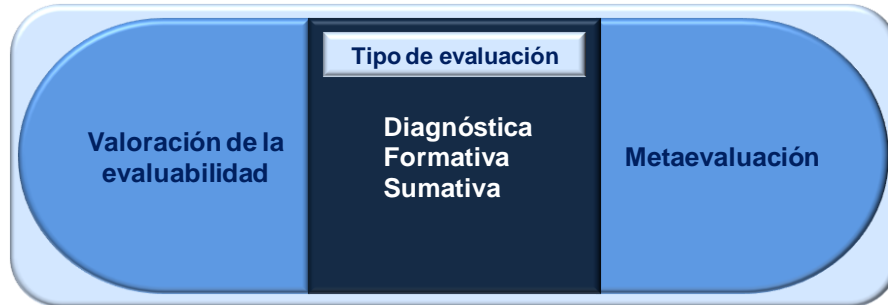 Tipo de evaluación
Valoración de la
evaluabilidad
Diagnóstica
Formativa
Sumativa
Metaevaluación